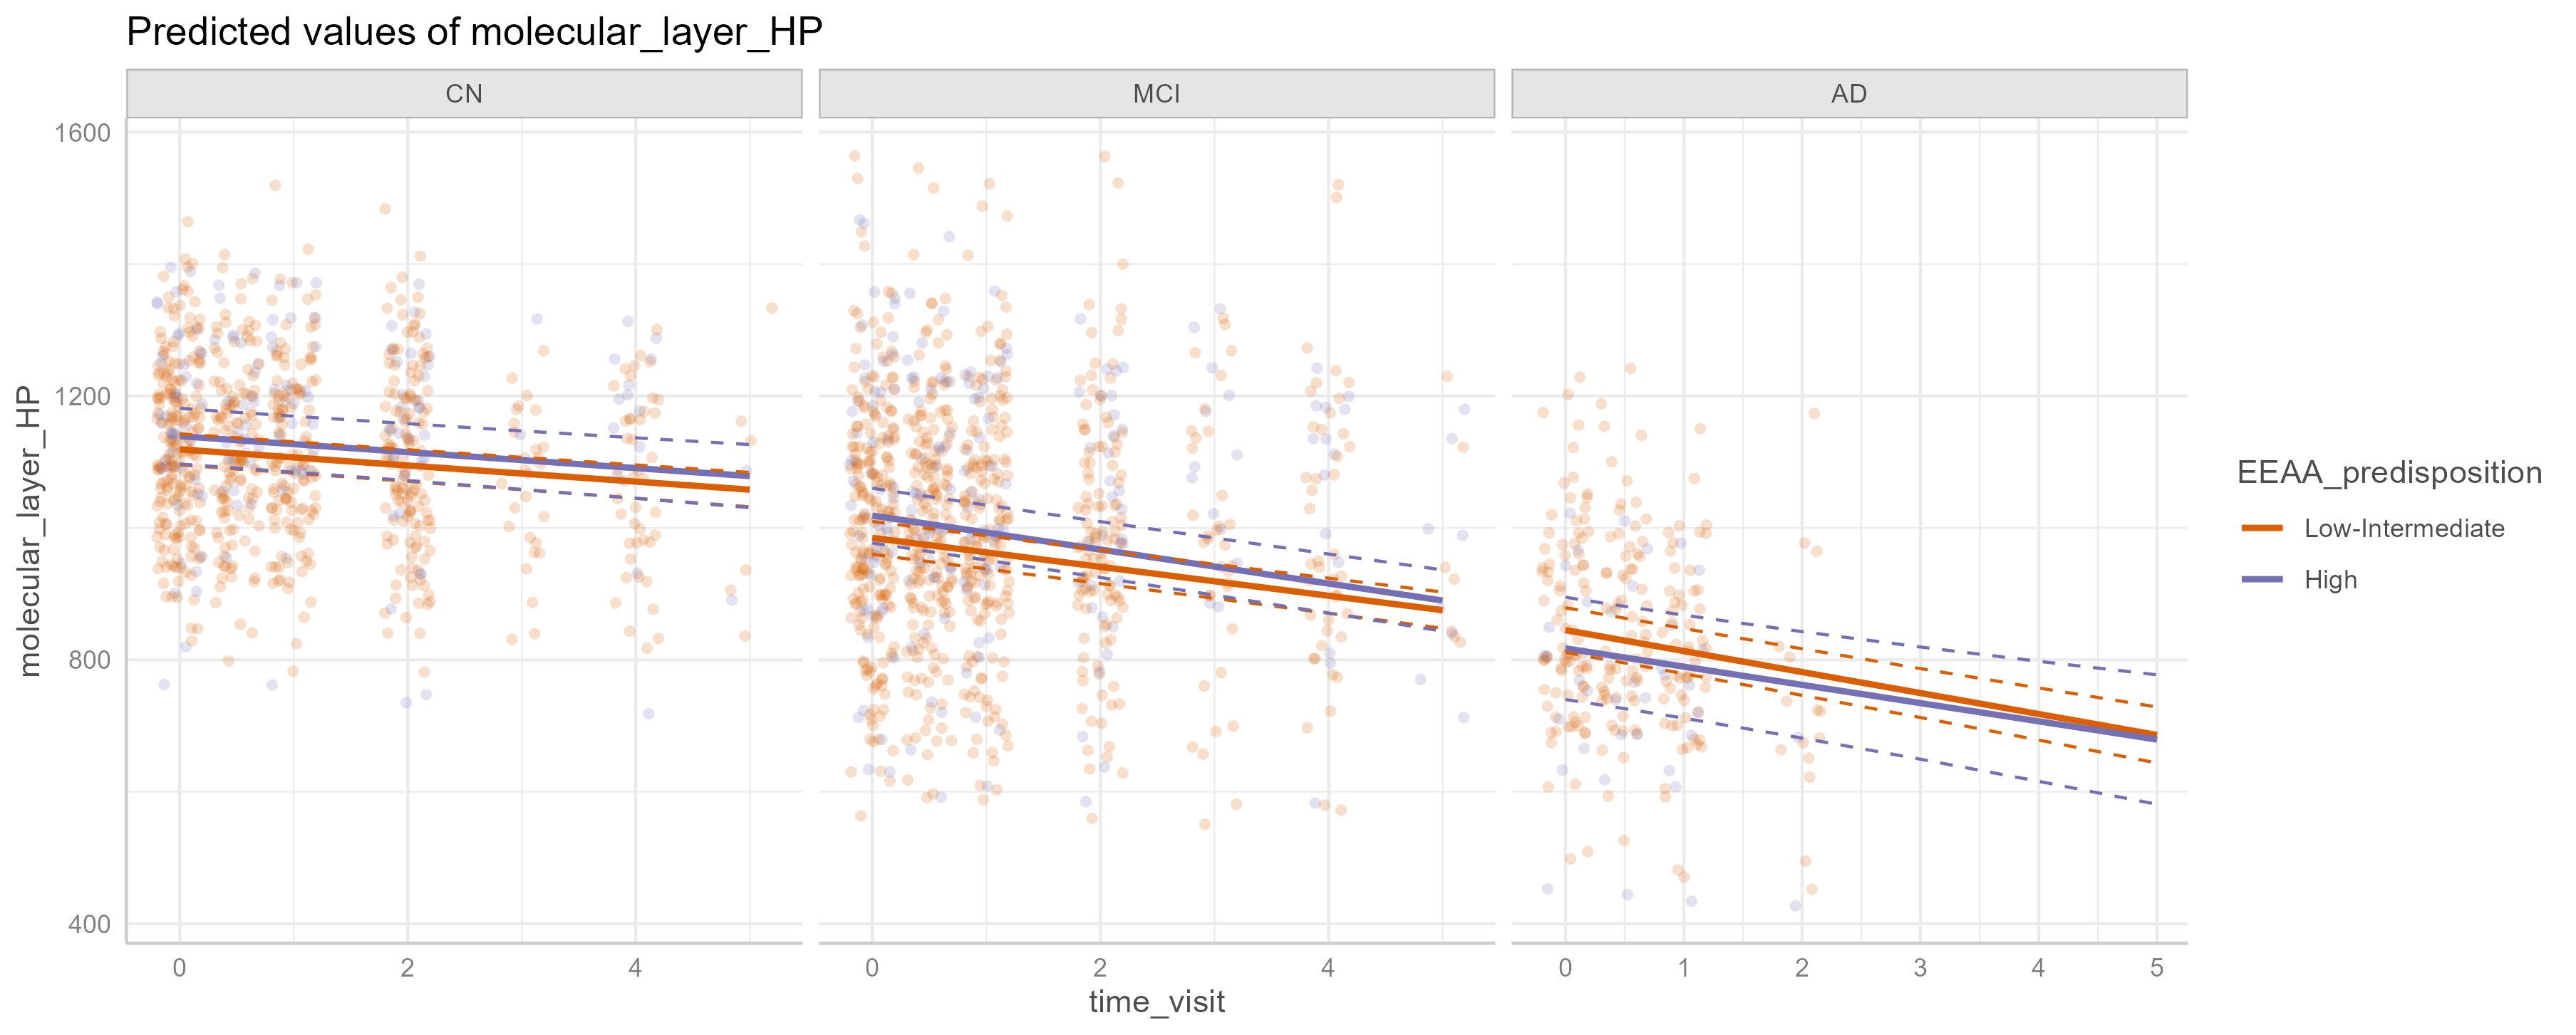 Predicted values of molecular_layer_HP
CN
MCI
AD
1600
1200
800
400
molecular_layer_HP
0 2 4
0 2 4
0 1 2 3 4 5
time_visit
EEAA_predisposition
Low-Intermediate
High